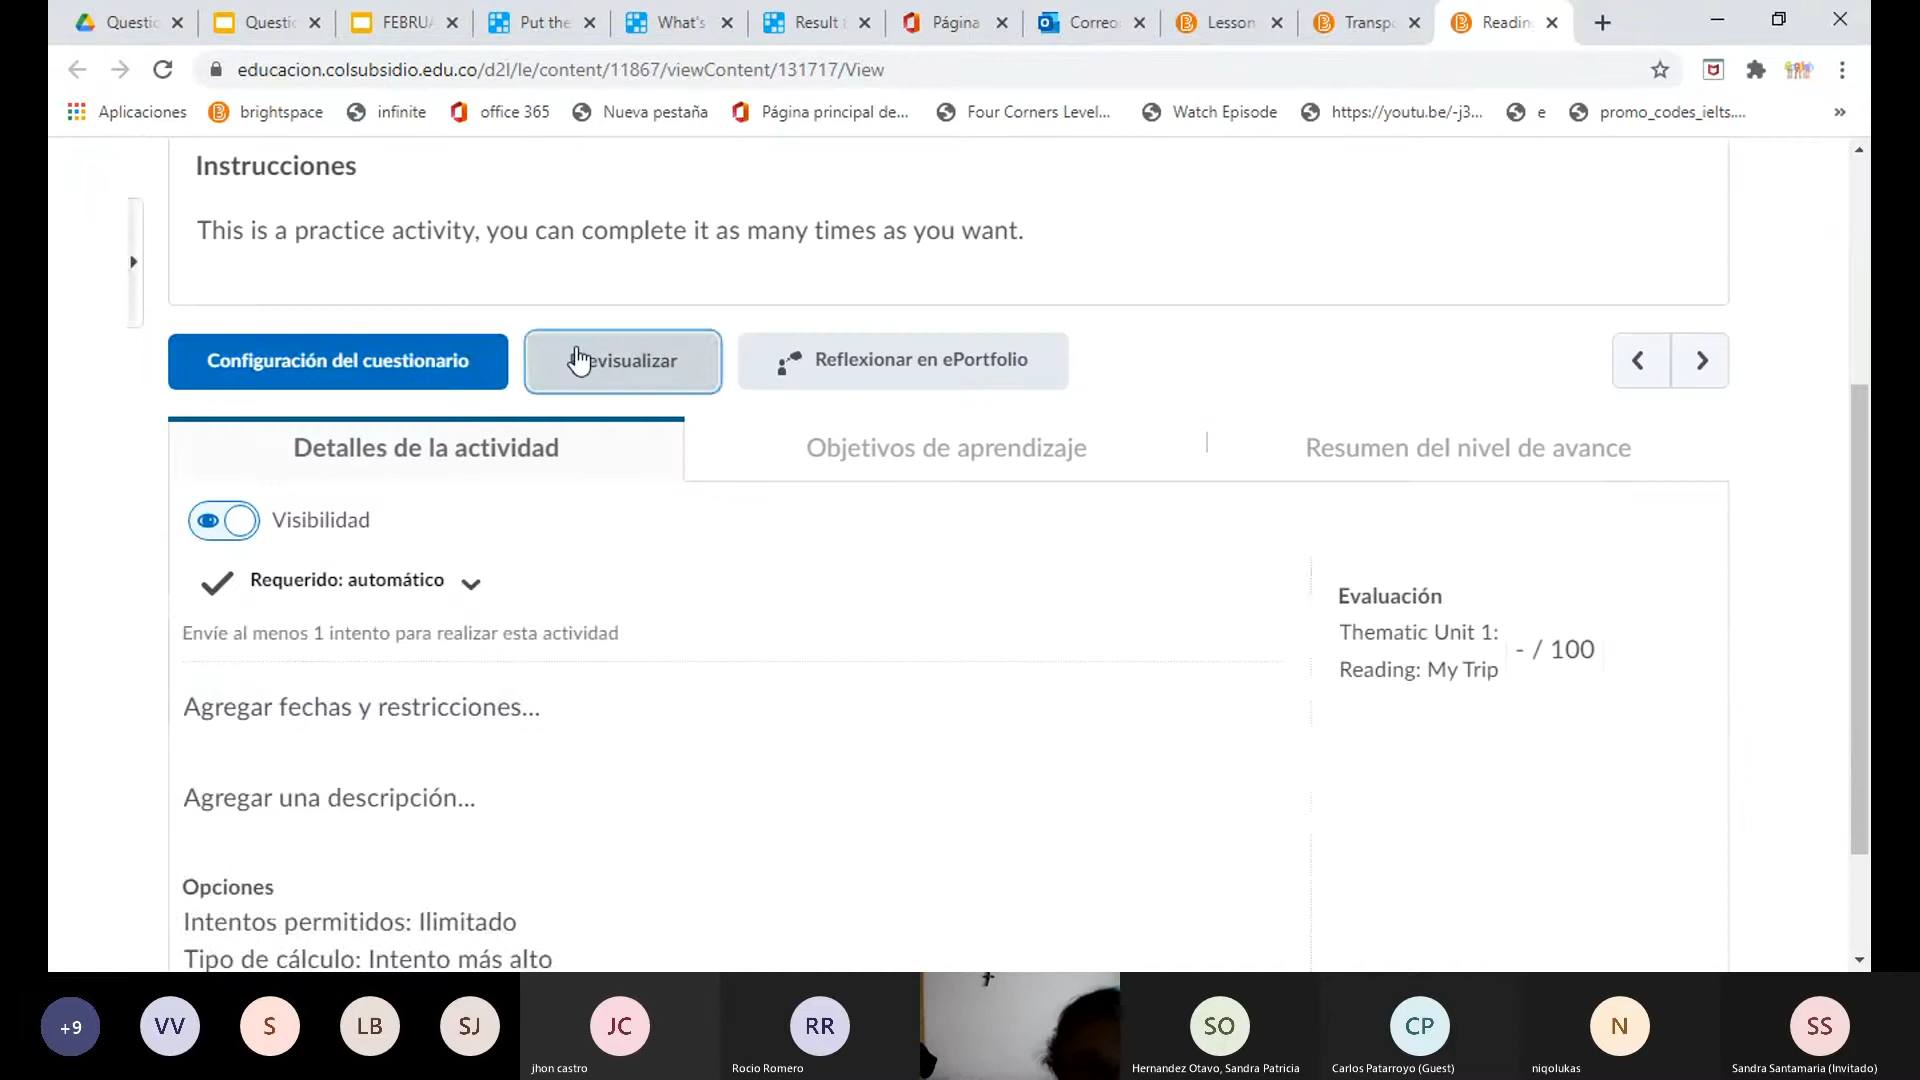 Questic
Questic
FEBRUA
Put the
What's
Result
Página
Correo
Lesson
Transpo
Reading
educacion.colsubsidio.edu.co/d2l/le/content/11867/viewContent/131717/View
Aplicaciones
brightspace
infinite
office 365
Nueva pestaña
Página principal de...
Four Corners Level...
Watch Episode
https://youtu.be/-j3...
e
promo_codes_ielts....
»
Instrucciones
This is a practice activity, you can complete it as many times as you want.
Configuración del cuestionario
evisualizar
Reflexionar en ePortfolio
Detalles de la actividad
Objetivos de aprendizaje
Resumen del nivel de avance
Visibilidad
Requerido: automático
Envíe al menos 1 intento para realizar esta actividad
Evaluación
Thematic Unit 1:
Reading: My Trip
- / 100
Agregar fechas y restricciones...
Agregar una descripción...
Opciones
Intentos permitidos: Ilimitado
Tipo de cálculo: Intento más alto
+9
VV
S
LB
SJ
JC
jhon castro
RR
Rocio Romero
SO
Hernandez Otavo, Sandra Patricia
CP
Carlos Patarroyo (Guest)
N
niqolukas
SS
Sandra Santamaria (Invitado)